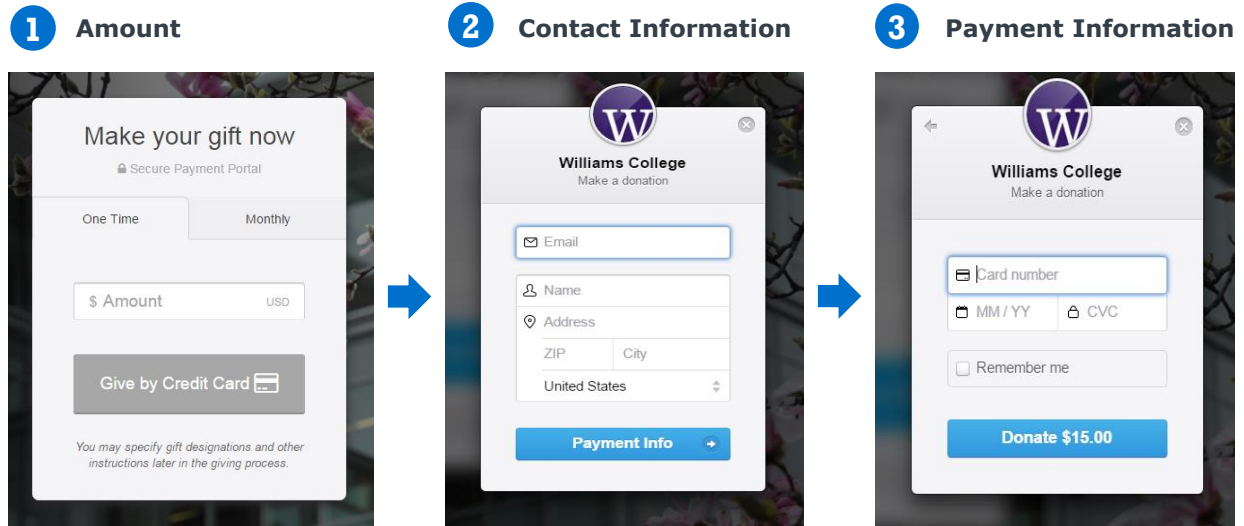 1 Amount
Make your gift now
Secure Payment Portal
One Time Monthly
$ Amount USD
Give by Credit Card
You may specify gift designations and other
instructions later in the giving process.
2 Contact Information
W
Williams College
Make a donation
Email
Name
Address
ZIP City
United States
Payment Info
3 Payment Information
W
Williams College
Make a donation
Card number
MM / YY CVC
Remember me
Donate $15.00